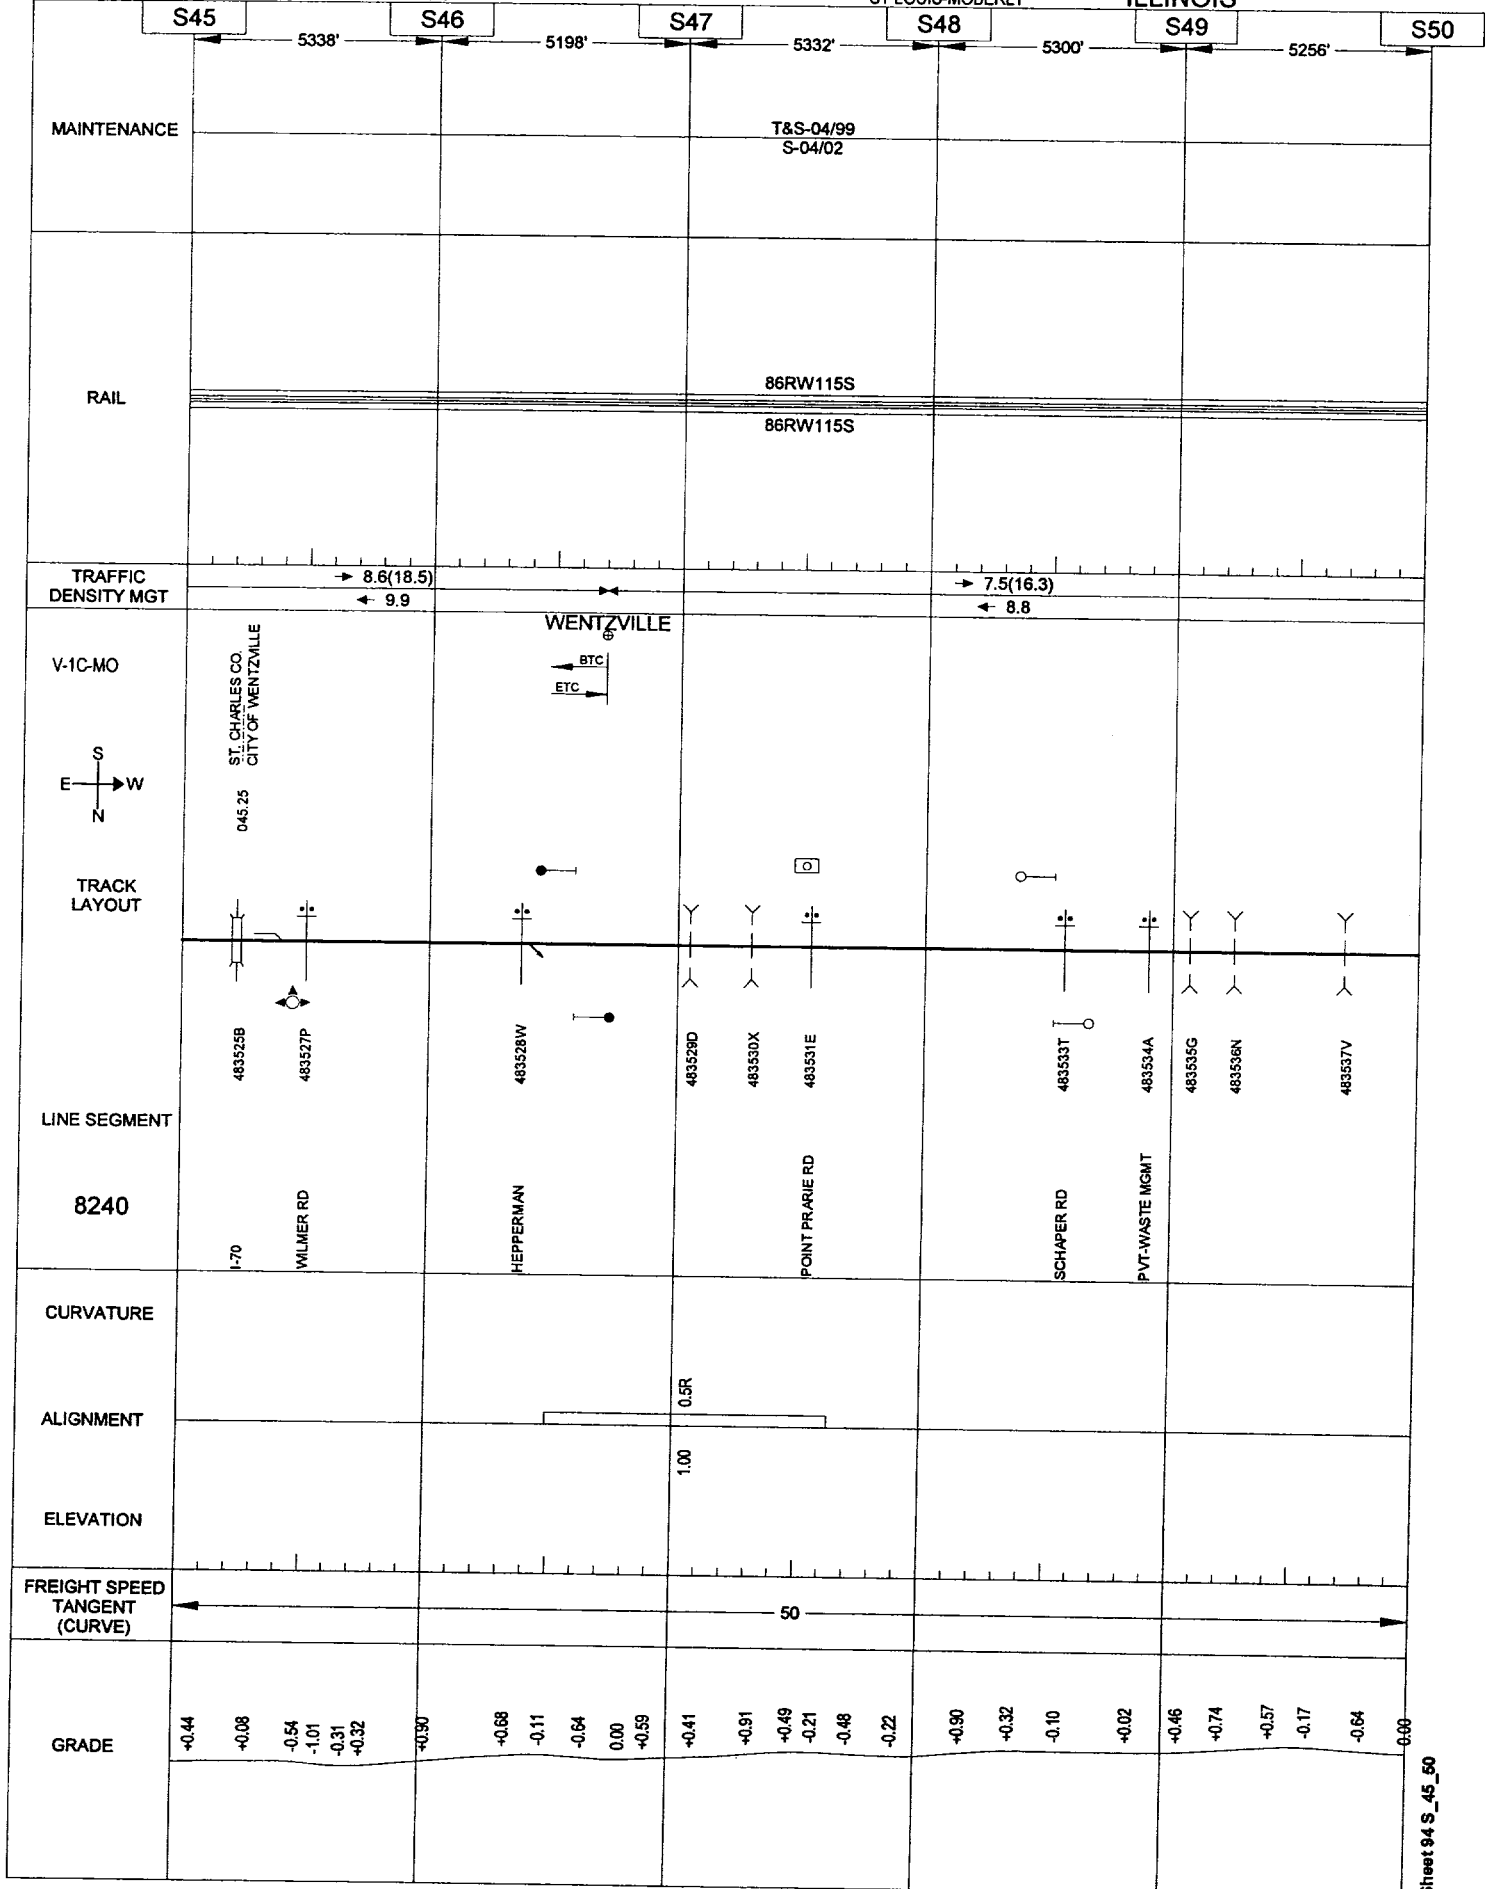 ST LOUIS-MOBERLY ILLINOIS
S45 S46 S47 S48 S49 S50
5338' 5198' 5332' 5300' 5256'
MAINTENANCE
T&S-04/99
S-04/02
RAIL
86RW115S
86RW115S
TRAFFIC
DENSITY MGT
8.6(18.5)
9.9
7.5(16.3)
8.8
V-1C-MO
045.25
ST. CHARLES CO.
CITY OF WENTZVILLE
WENTZVILLE
BTC
ETC
S
E W
N
TRACK
LAYOUT
483525B
483527P
483528W
483529D
483530X
483531E
483533T
483534A
483535G
483536N
483537V
LINE SEGMENT
8240
I-70
WILMER RD
HEPPERMAN
POINT PRARIE RD
SCHAPER RD
PVT-WASTE MGMT
CURVATURE
ALIGNMENT
0.5R
1.00
ELEVATION
FREIGHT SPEED
TANGENT
(CURVE)
50
GRADE
+0.44
+0.08
-0.54
-1.01
-0.31
+0.32
+0.90
+0.68
-0.11
-0.64
0.00
+0.59
+0.41
+0.91
+0.49
-0.21
-0.48
-0.22
+0.90
+0.32
-0.10
+0.02
+0.46
+0.74
+0.57
-0.17
-0.64
0.00
Sheet 94 S_45_50